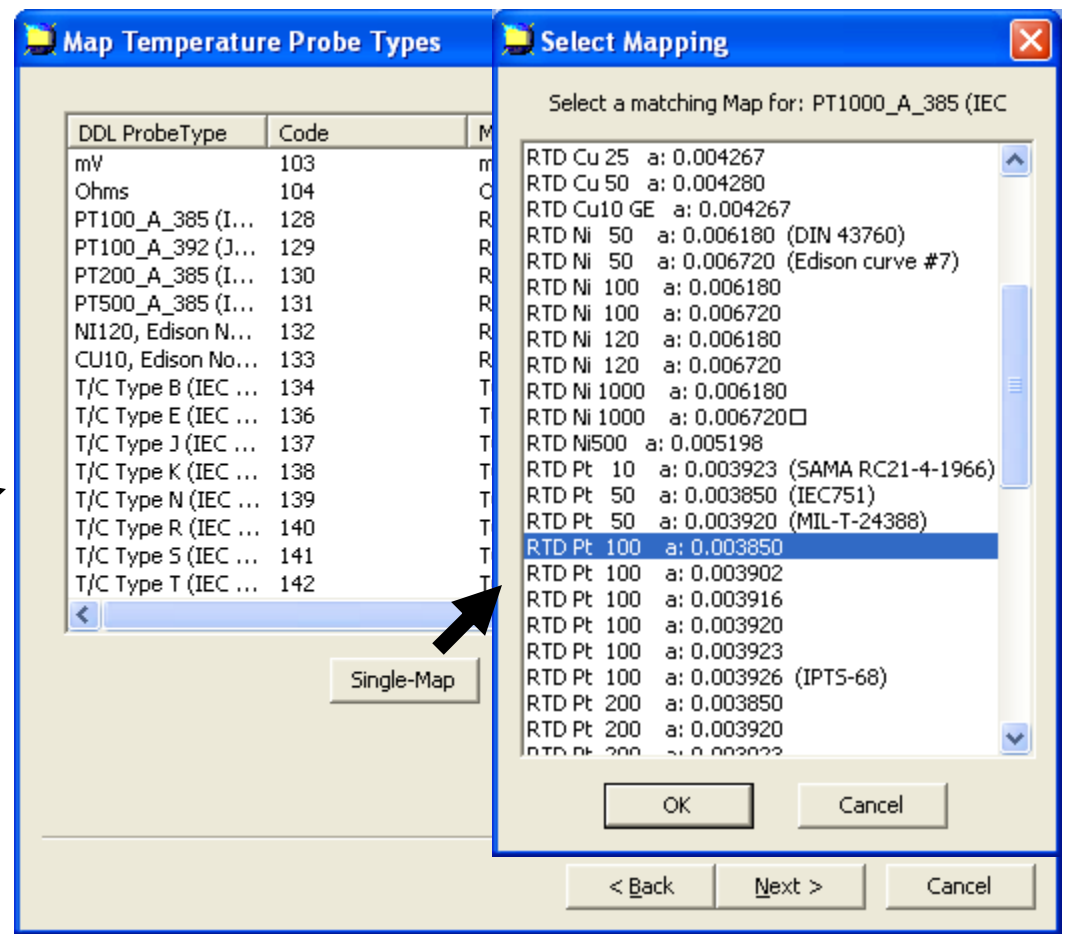 Map Temperature Probe Types
DDL ProbeType Code M
mV 103 m
Ohms 104 O
PT100_A_385 (I... 128 R
PT100_A_392 (J... 129 R
PT200_A_385 (I... 130 R
PT500_A_385 (I... 131 R
NI120, Edison N... 132 R
CU10, Edison No... 133 R
T/C Type B (IEC ... 134 T
T/C Type E (IEC ... 136 T
T/C Type J (IEC ... 137 T
T/C Type K (IEC ... 138 T
T/C Type N (IEC ... 139 T
T/C Type R (IEC ... 140 T
T/C Type S (IEC ... 141 T
T/C Type T (IEC ... 142 T
Single-Map
Select Mapping
Select a matching Map for: PT1000_A_385 (IEC
RTD Cu 25 a: 0.004267
RTD Cu 50 a: 0.004280
RTD Cu10 GE a: 0.004267
RTD Ni 50 a: 0.006180 (DIN 43760)
RTD Ni 50 a: 0.006720 (Edison curve #7)
RTD Ni 100 a: 0.006180
RTD Ni 100 a: 0.006720
RTD Ni 120 a: 0.006180
RTD Ni 120 a: 0.006720
RTD Ni 1000 a: 0.006180
RTD Ni 1000 a: 0.006720□
RTD Ni500 a: 0.005198
RTD Pt 10 a: 0.003923 (SAMA RC21-4-1966)
RTD Pt 50 a: 0.003850 (IEC751)
RTD Pt 50 a: 0.003920 (MIL-T-24388)
RTD Pt 100 a: 0.003850
RTD Pt 100 a: 0.003902
RTD Pt 100 a: 0.003916
RTD Pt 100 a: 0.003920
RTD Pt 100 a: 0.003923
RTD Pt 100 a: 0.003926 (IPTS-68)
RTD Pt 200 a: 0.003850
RTD Pt 200 a: 0.003920
RTD Pt 200 a: 0.003923
OK Cancel
< Back Next > Cancel